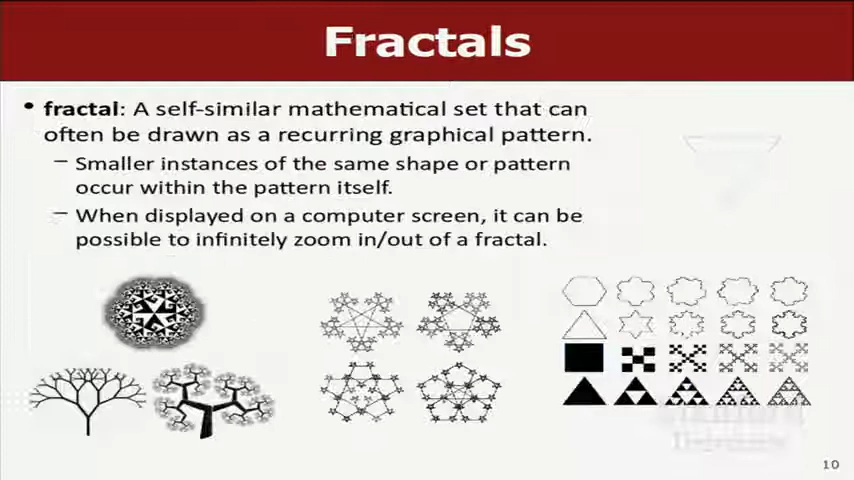 Fractals
• fractal: A self-similar mathematical set that can
often be drawn as a recurring graphical pattern.
– Smaller instances of the same shape or pattern
occur within the pattern itself.
– When displayed on a computer screen, it can be
possible to infinitely zoom in/out of a fractal.
10